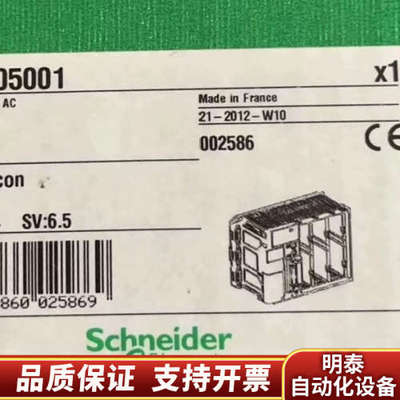 05001
x1
AC
Made in France
21-2012-W10
002586
CE
con
SV:6.5
860 025869
Schneider
品质保证 支持开票
明泰
自动化设备